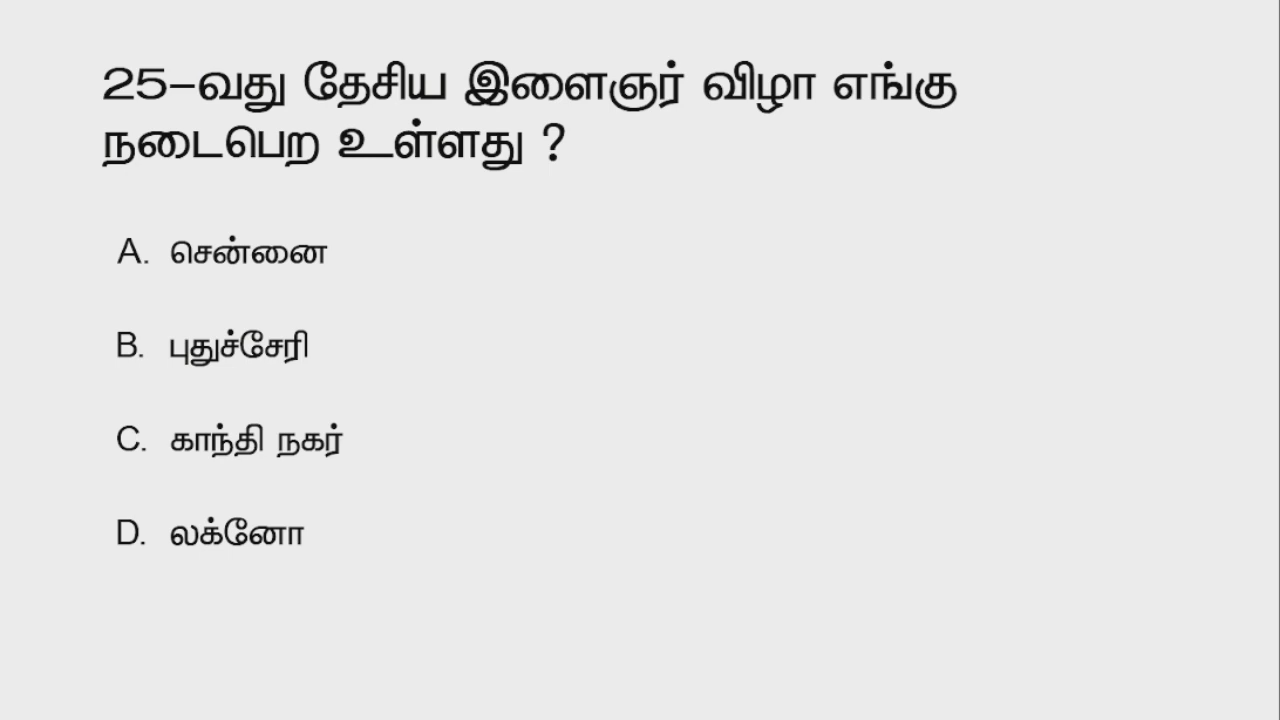 25-வது தேசிய இளைஞர் விழா எங்கு
நடைபெற உள்ளது ?
A. சென்னை
B. புதுச்சேரி
C. காந்தி நகர்
D. லக்னோ